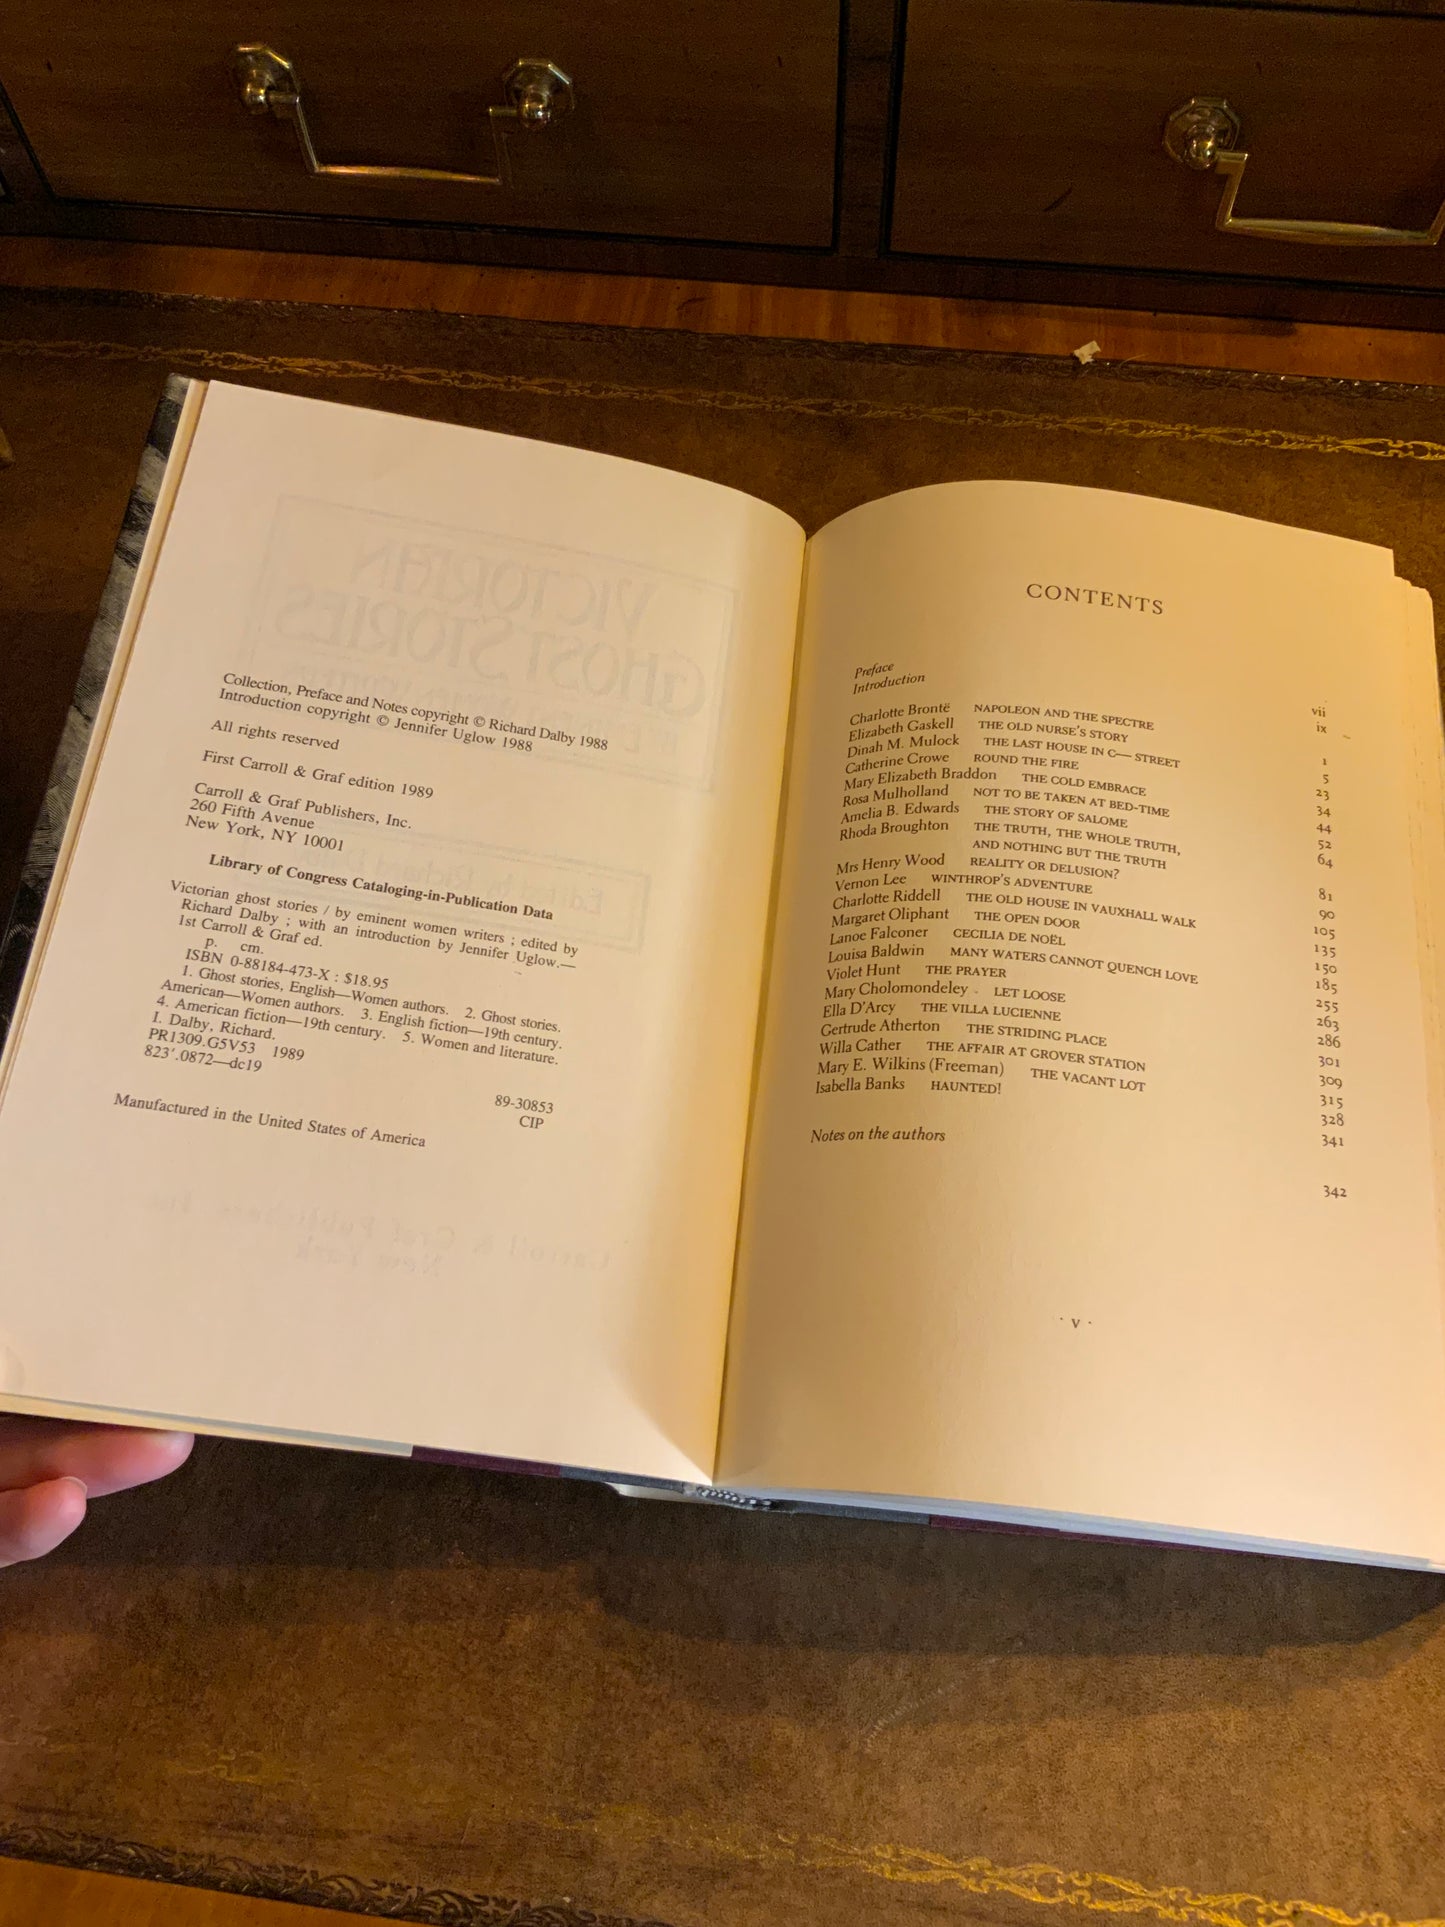 Collection, Preface and Notes copyright © Richard Dalby 1988
Introduction copyright © Jennifer Uglow 1988
All rights reserved
First Carroll & Graf edition 1989
Carroll & Graf Publishers, Inc.
260 Fifth Avenue
New York, NY 10001
Library of Congress Cataloging-in-Publication Data
Victorian ghost stories / by eminent women writers ; edited by
Richard Dalby ; with an introduction by Jennifer Uglow.—
1st Carroll & Graf ed.
p. cm.
ISBN 0-88184-473-X : $18.95
1. Ghost stories, English—Women authors. 2. Ghost stories.
American—Women authors. 3. English fiction—19th century.
4. American fiction—19th century. 5. Women and literature.
I. Dalby, Richard.
PR1309.G5V53 1989
823'.0872—dc19
89-30853
CIP
Manufactured in the United States of America
CONTENTS
Preface vii
Introduction ix
Charlotte Brontë NAPOLEON AND THE SPECTRE 1
Elizabeth Gaskell THE OLD NURSE'S STORY 5
Dinah M. Mulock THE LAST HOUSE IN C— STREET 23
Catherine Crowe ROUND THE FIRE 34
Mary Elizabeth Braddon THE COLD EMBRACE 44
Rosa Mulholland NOT TO BE TAKEN AT BED-TIME 52
Amelia B. Edwards THE STORY OF SALOME 64
Rhoda Broughton THE TRUTH, THE WHOLE TRUTH,
AND NOTHING BUT THE TRUTH 81
Mrs Henry Wood REALITY OR DELUSION? 90
Vernon Lee WINTHROP'S ADVENTURE 105
Charlotte Riddell THE OLD HOUSE IN VAUXHALL WALK 135
Margaret Oliphant THE OPEN DOOR 150
Lanoe Falconer CECILIA DE NOËL 185
Louisa Baldwin MANY WATERS CANNOT QUENCH LOVE 255
Violet Hunt THE PRAYER 263
Mary Cholomondeley LET LOOSE 286
Ella D'Arcy THE VILLA LUCIENNE 301
Gertrude Atherton THE STRIDING PLACE 309
Willa Cather THE AFFAIR AT GROVER STATION 315
Mary E. Wilkins (Freeman) THE VACANT LOT 328
Isabella Banks HAUNTED! 341
Notes on the authors 342
· v ·